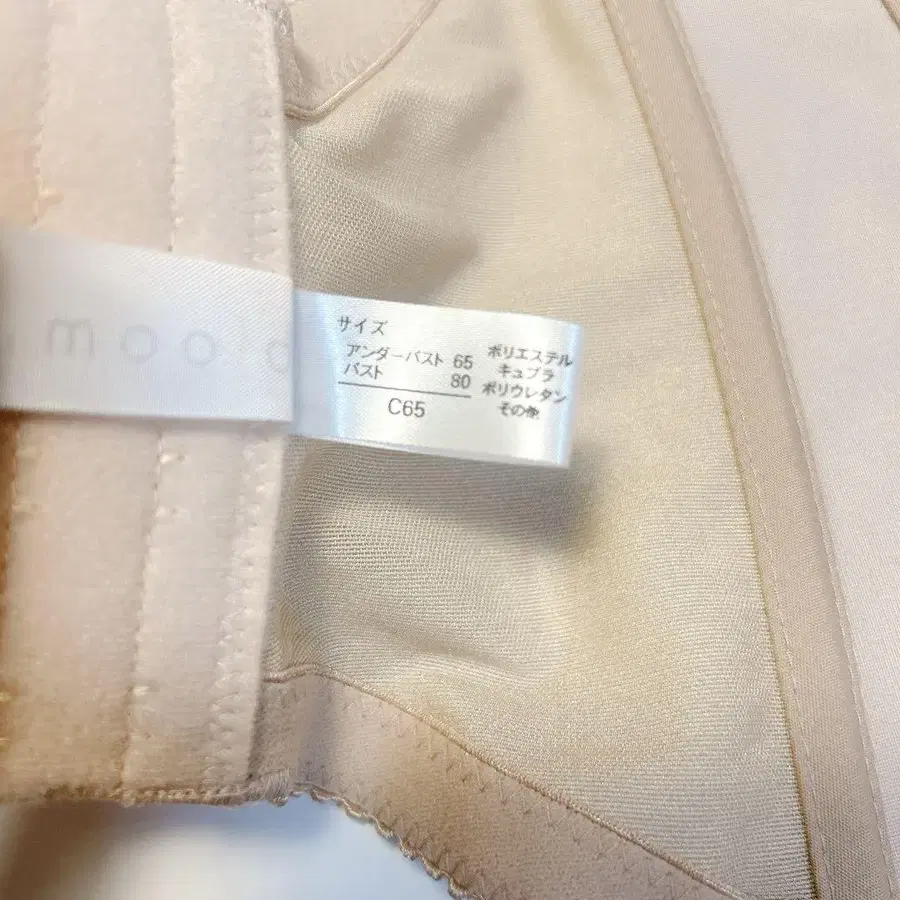 moo
サイズ
アンダーバスト 65
バスト 80
C65
ポリエステル
キュプラ
ポリウレタン
その他